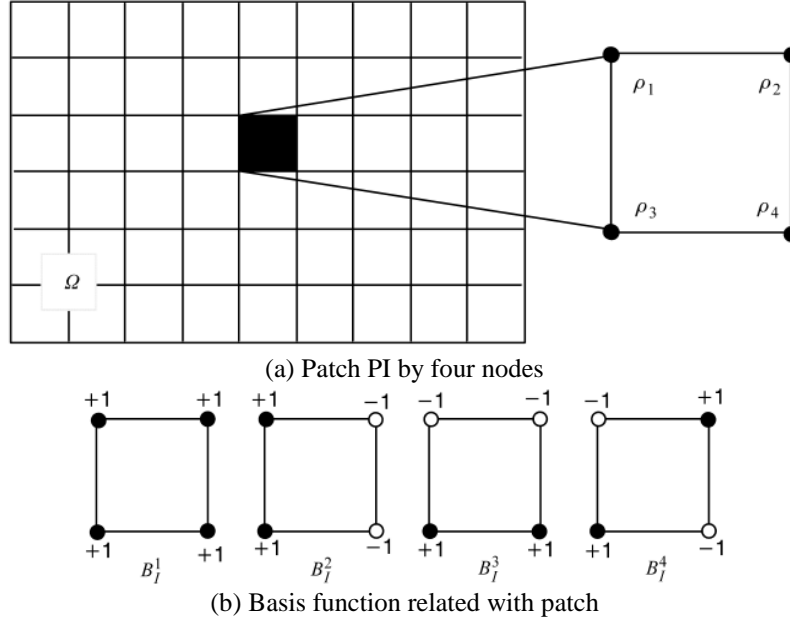 ρ1 ρ2
ρ3 ρ4
Ω
(a) Patch PI by four nodes
+1 +1 +1 −1 −1 −1 −1 +1
+1 +1 +1 −1 +1 +1 +1 −1
B_I^1 B_I^2 B_I^3 B_I^4
(b) Basis function related with patch